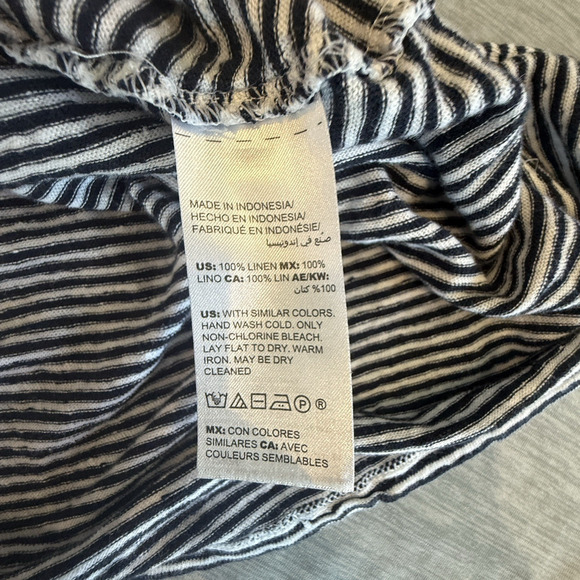 MADE IN INDONESIA/
HECHO EN INDONESIA/
FABRIQUÉ EN INDONÉSIE/
صُنع في إندونيسيا
US: 100% LINEN MX: 100%
LINO CA: 100% LIN AE/KW:
100% كتان
US: WITH SIMILAR COLORS.
HAND WASH COLD. ONLY
NON-CHLORINE BLEACH.
LAY FLAT TO DRY. WARM
IRON. MAY BE DRY
CLEANED
P ®
MX: CON COLORES
SIMILARES CA: AVEC
COULEURS SEMBLABLES